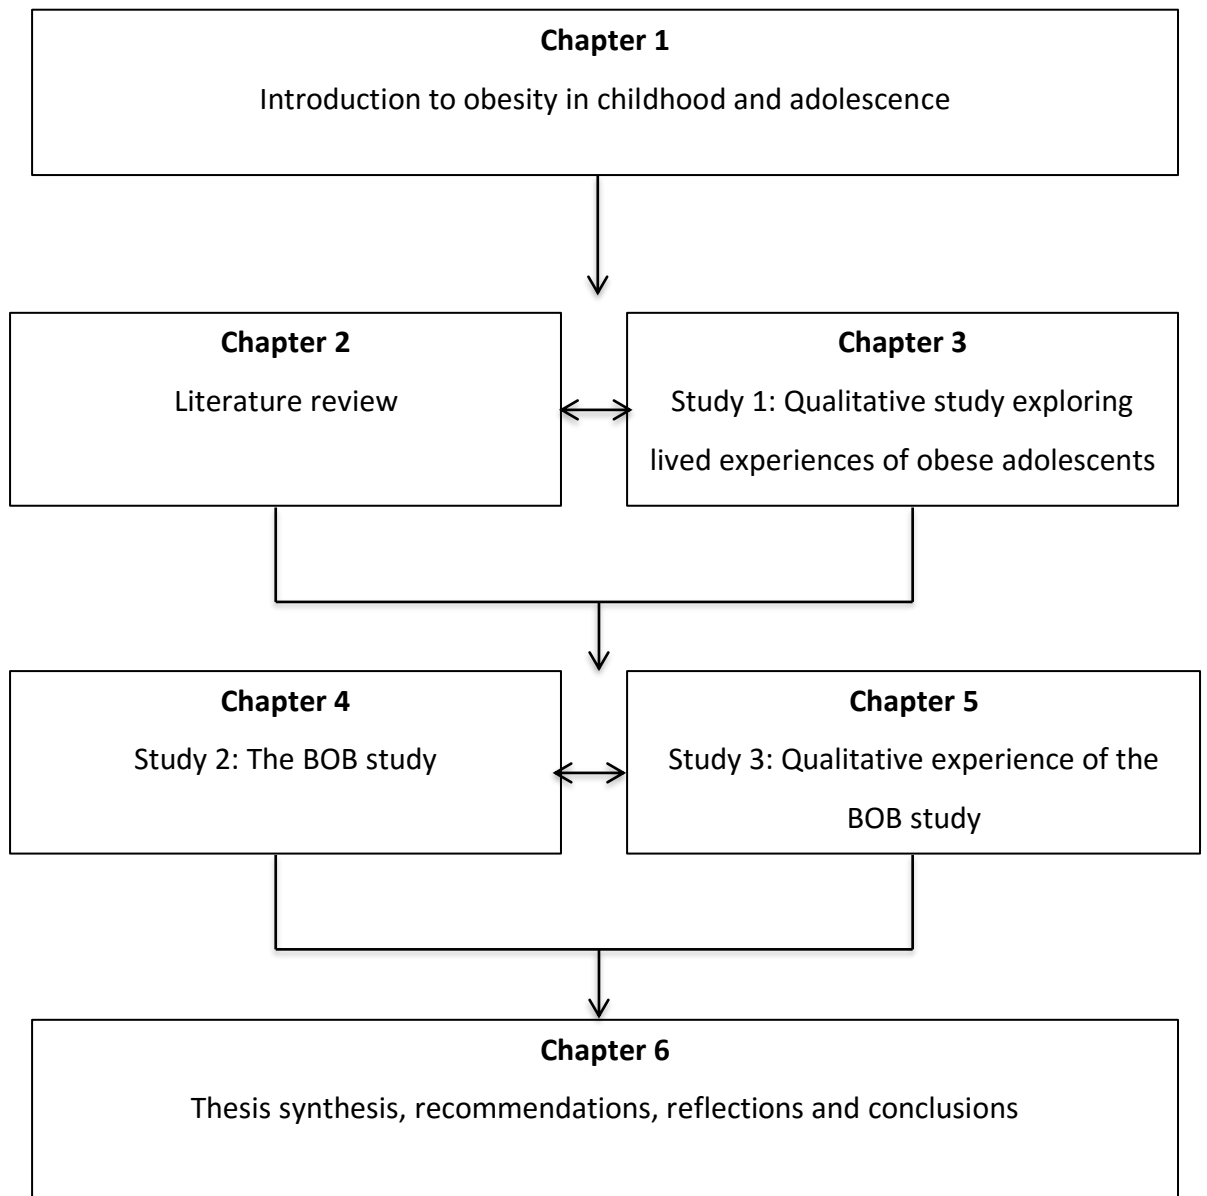 Chapter 1
Introduction to obesity in childhood and adolescence
Chapter 2
Literature review
Chapter 3
Study 1: Qualitative study exploring
lived experiences of obese adolescents
Chapter 4
Study 2: The BOB study
Chapter 5
Study 3: Qualitative experience of the
BOB study
Chapter 6
Thesis synthesis, recommendations, reflections and conclusions